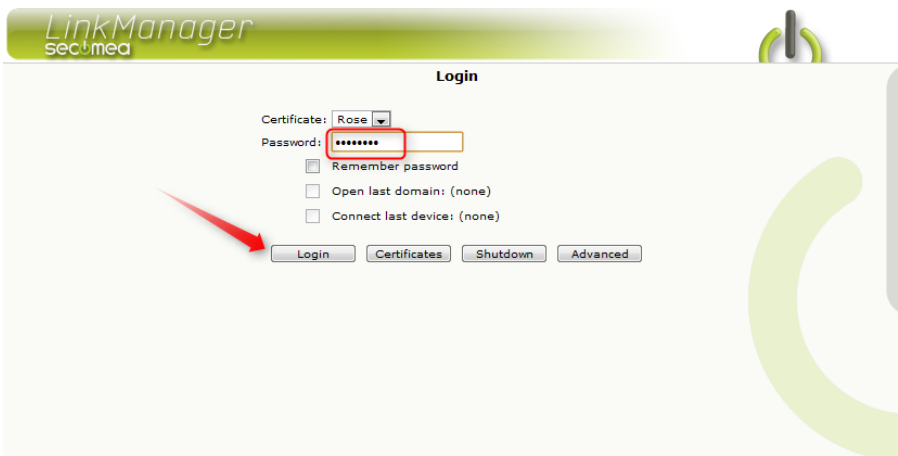 LinkManager
secomea
Login
Certificate: Rose
Password: ••••••••
Remember password
Open last domain: (none)
Connect last device: (none)
Login Certificates Shutdown Advanced